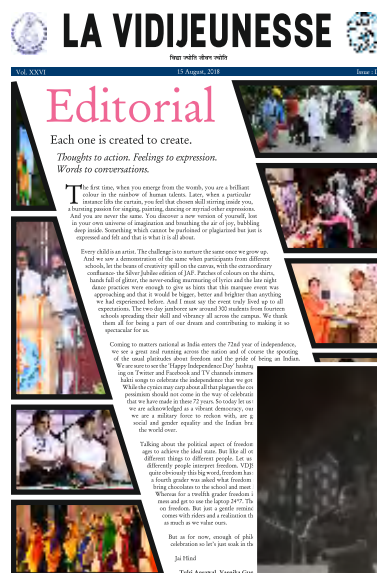 LA VIDIJEUNESSE
विद्या ज्योति जीवन ज्योति
Vol. XXVI
15 August, 2018
Issue : I
Editorial
Each one is created to create.
Thoughts to action. Feelings to expression.
Words to conversations.
The first time, when you emerge from the womb, you are a brilliant
colour in the rainbow of human talents. Later, when a particular
instance lifts the curtain, you feel that chosen skill stirring inside you,
a bursting passion for singing, painting, dancing or myriad other expressions.
And you are never the same. You discover a new version of yourself, lost
in your own universe of imagination and breathing the air of joy, bubbling
deep inside. Something which cannot be purloined or plagiarized but just is
expressed and felt and that is what it is all about.
Every child is an artist. The challenge is to nurture the same once we grow up.
And we saw a demonstration of the same when participants from different
schools, let the beans of creativity spill on the canvas, with the extraordinary
confluence- the Silver Jubilee edition of JAF. Patches of colours on the shirts,
hands full of glitter, the never-ending murmuring of lyrics and the late night
dance practices were enough to give us hints that this marquee event was
approaching and that it would be bigger, better and brighter than anything
we had experienced before. And I must say the event truly lived up to all
expectations. The two day jamboree saw around 300 students from fourteen
schools spreading their skill and vibrancy all across the campus. We thank
them all for being a part of our dream and contributing to making it so
spectacular for us.
Coming to matters national as India enters the 72nd year of independence,
we see a great zeal running across the nation and of course the spouting
of the usual platitudes about freedom and the pride of being an Indian.
We are sure to see the 'Happy Independence Day' hashtag
ing on Twitter and Facebook and TV channels immers
bhakti songs to celebrate the independence that we got
While the cynics may carp about all that plagues the cou
pessimism should not come in the way of celebrati
that we have made in these 72 years. So today let us
we are acknowledged as a vibrant democracy, our
we are a military force to reckon with, are g
social and gender equality and the Indian bra
the world over.
Talking about the political aspect of freedom
ages to achieve the ideal state. But like all ot
different things to different people. Let us
differently people interpret freedom. VDJS
quite obviously this big word, freedom has
a fourth grader was asked what freedom
bring chocolates to the school and meet
Whereas for a twelfth grader freedom i
mess and get to use the laptop 24*7. Th
on freedom. But just a gentle remind
comes with riders and a realization th
as much as we value ours.
But as for now, enough of phil
celebration so let's just soak in th
Jai Hind